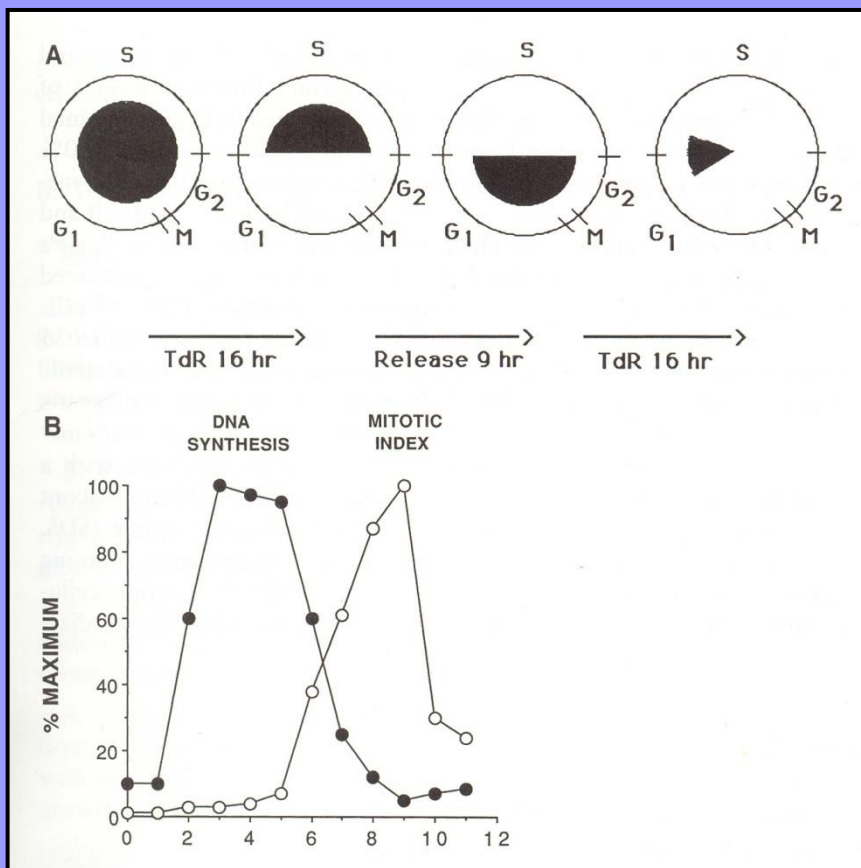 A
S S S S
G1 M G2 G1 M G2 G1 M G2 G1 M G2
TdR 16 hr Release 9 hr TdR 16 hr
B
DNA MITOTIC
SYNTHESIS INDEX
% MAXIMUM
100
80
60
40
20
0
0 2 4 6 8 10 12